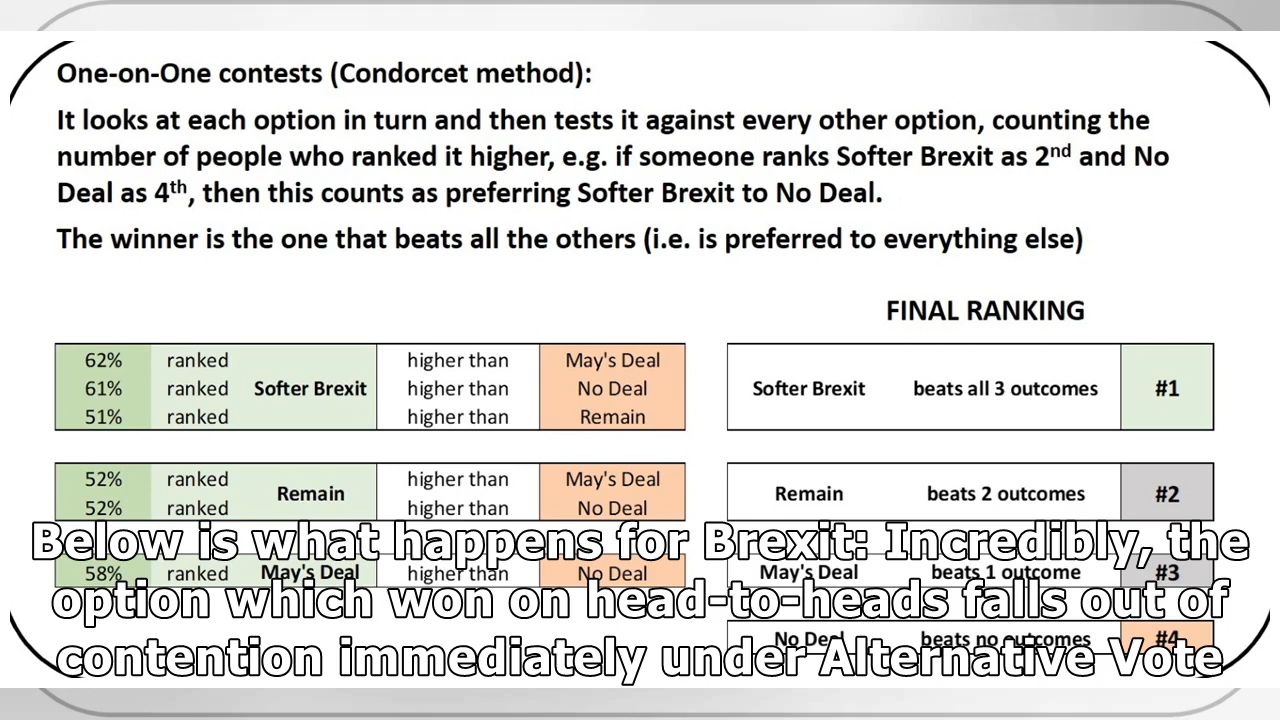 One-on-One contests (Condorcet method):
It looks at each option in turn and then tests it against every other option, counting the
number of people who ranked it higher, e.g. if someone ranks Softer Brexit as 2nd and No
Deal as 4th, then this counts as preferring Softer Brexit to No Deal.
The winner is the one that beats all the others (i.e. is preferred to everything else)
FINAL RANKING
62% ranked higher than May's Deal
61% ranked Softer Brexit higher than No Deal
51% ranked higher than Remain
Softer Brexit beats all 3 outcomes #1
52% ranked higher than May's Deal
Remain
52% ranked higher than No Deal
Remain beats 2 outcomes #2
58% ranked May's Deal higher than No Deal
May's Deal beats 1 outcome #3
No Deal beats no outcomes #4
Below is what happens for Brexit: Incredibly, the
option which won on head-to-heads falls out of
contention immediately under Alternative Vote